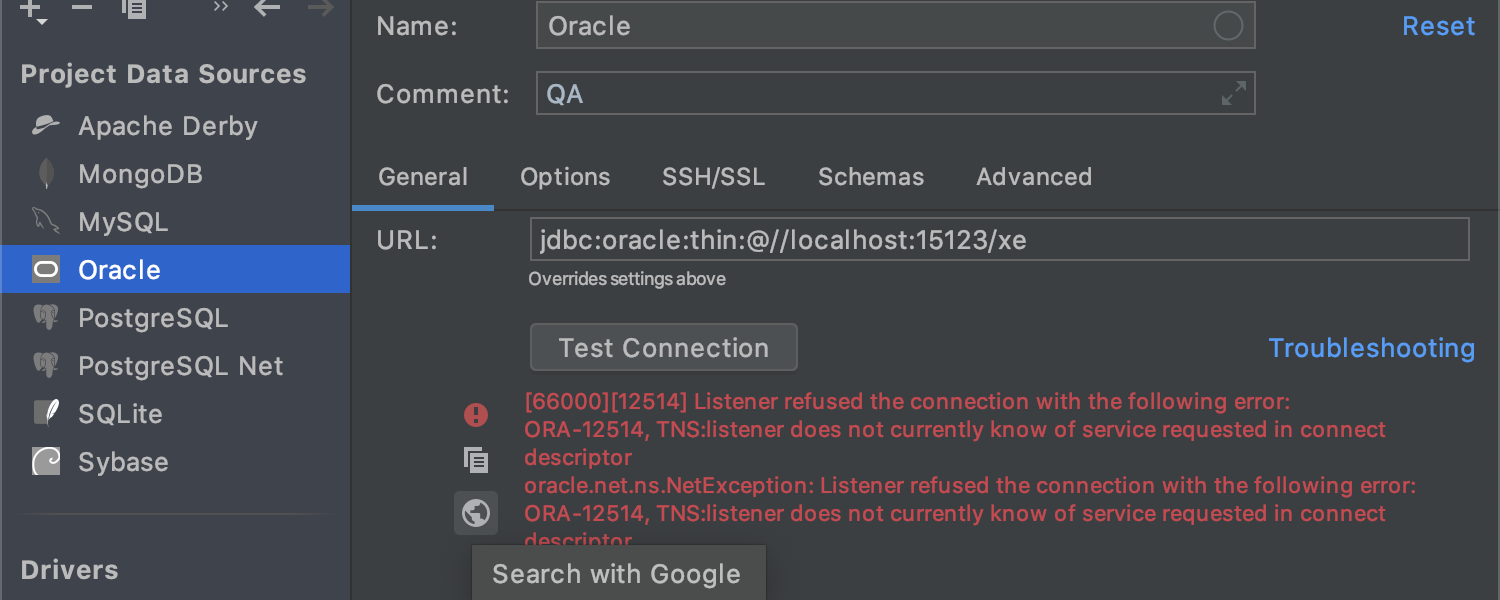 Project Data Sources
Apache Derby
MongoDB
MySQL
Oracle
PostgreSQL
PostgreSQL Net
SQLite
Sybase
Drivers
Name:
Oracle
Reset
Comment:
QA
General
Options
SSH/SSL
Schemas
Advanced
URL:
jdbc:oracle:thin:@//localhost:15123/xe
Overrides settings above
Test Connection
Troubleshooting
[66000][12514] Listener refused the connection with the following error:
ORA-12514, TNS:listener does not currently know of service requested in connect
descriptor
oracle.net.ns.NetException: Listener refused the connection with the following error:
ORA-12514, TNS:listener does not currently know of service requested in connect
descriptor
Search with Google